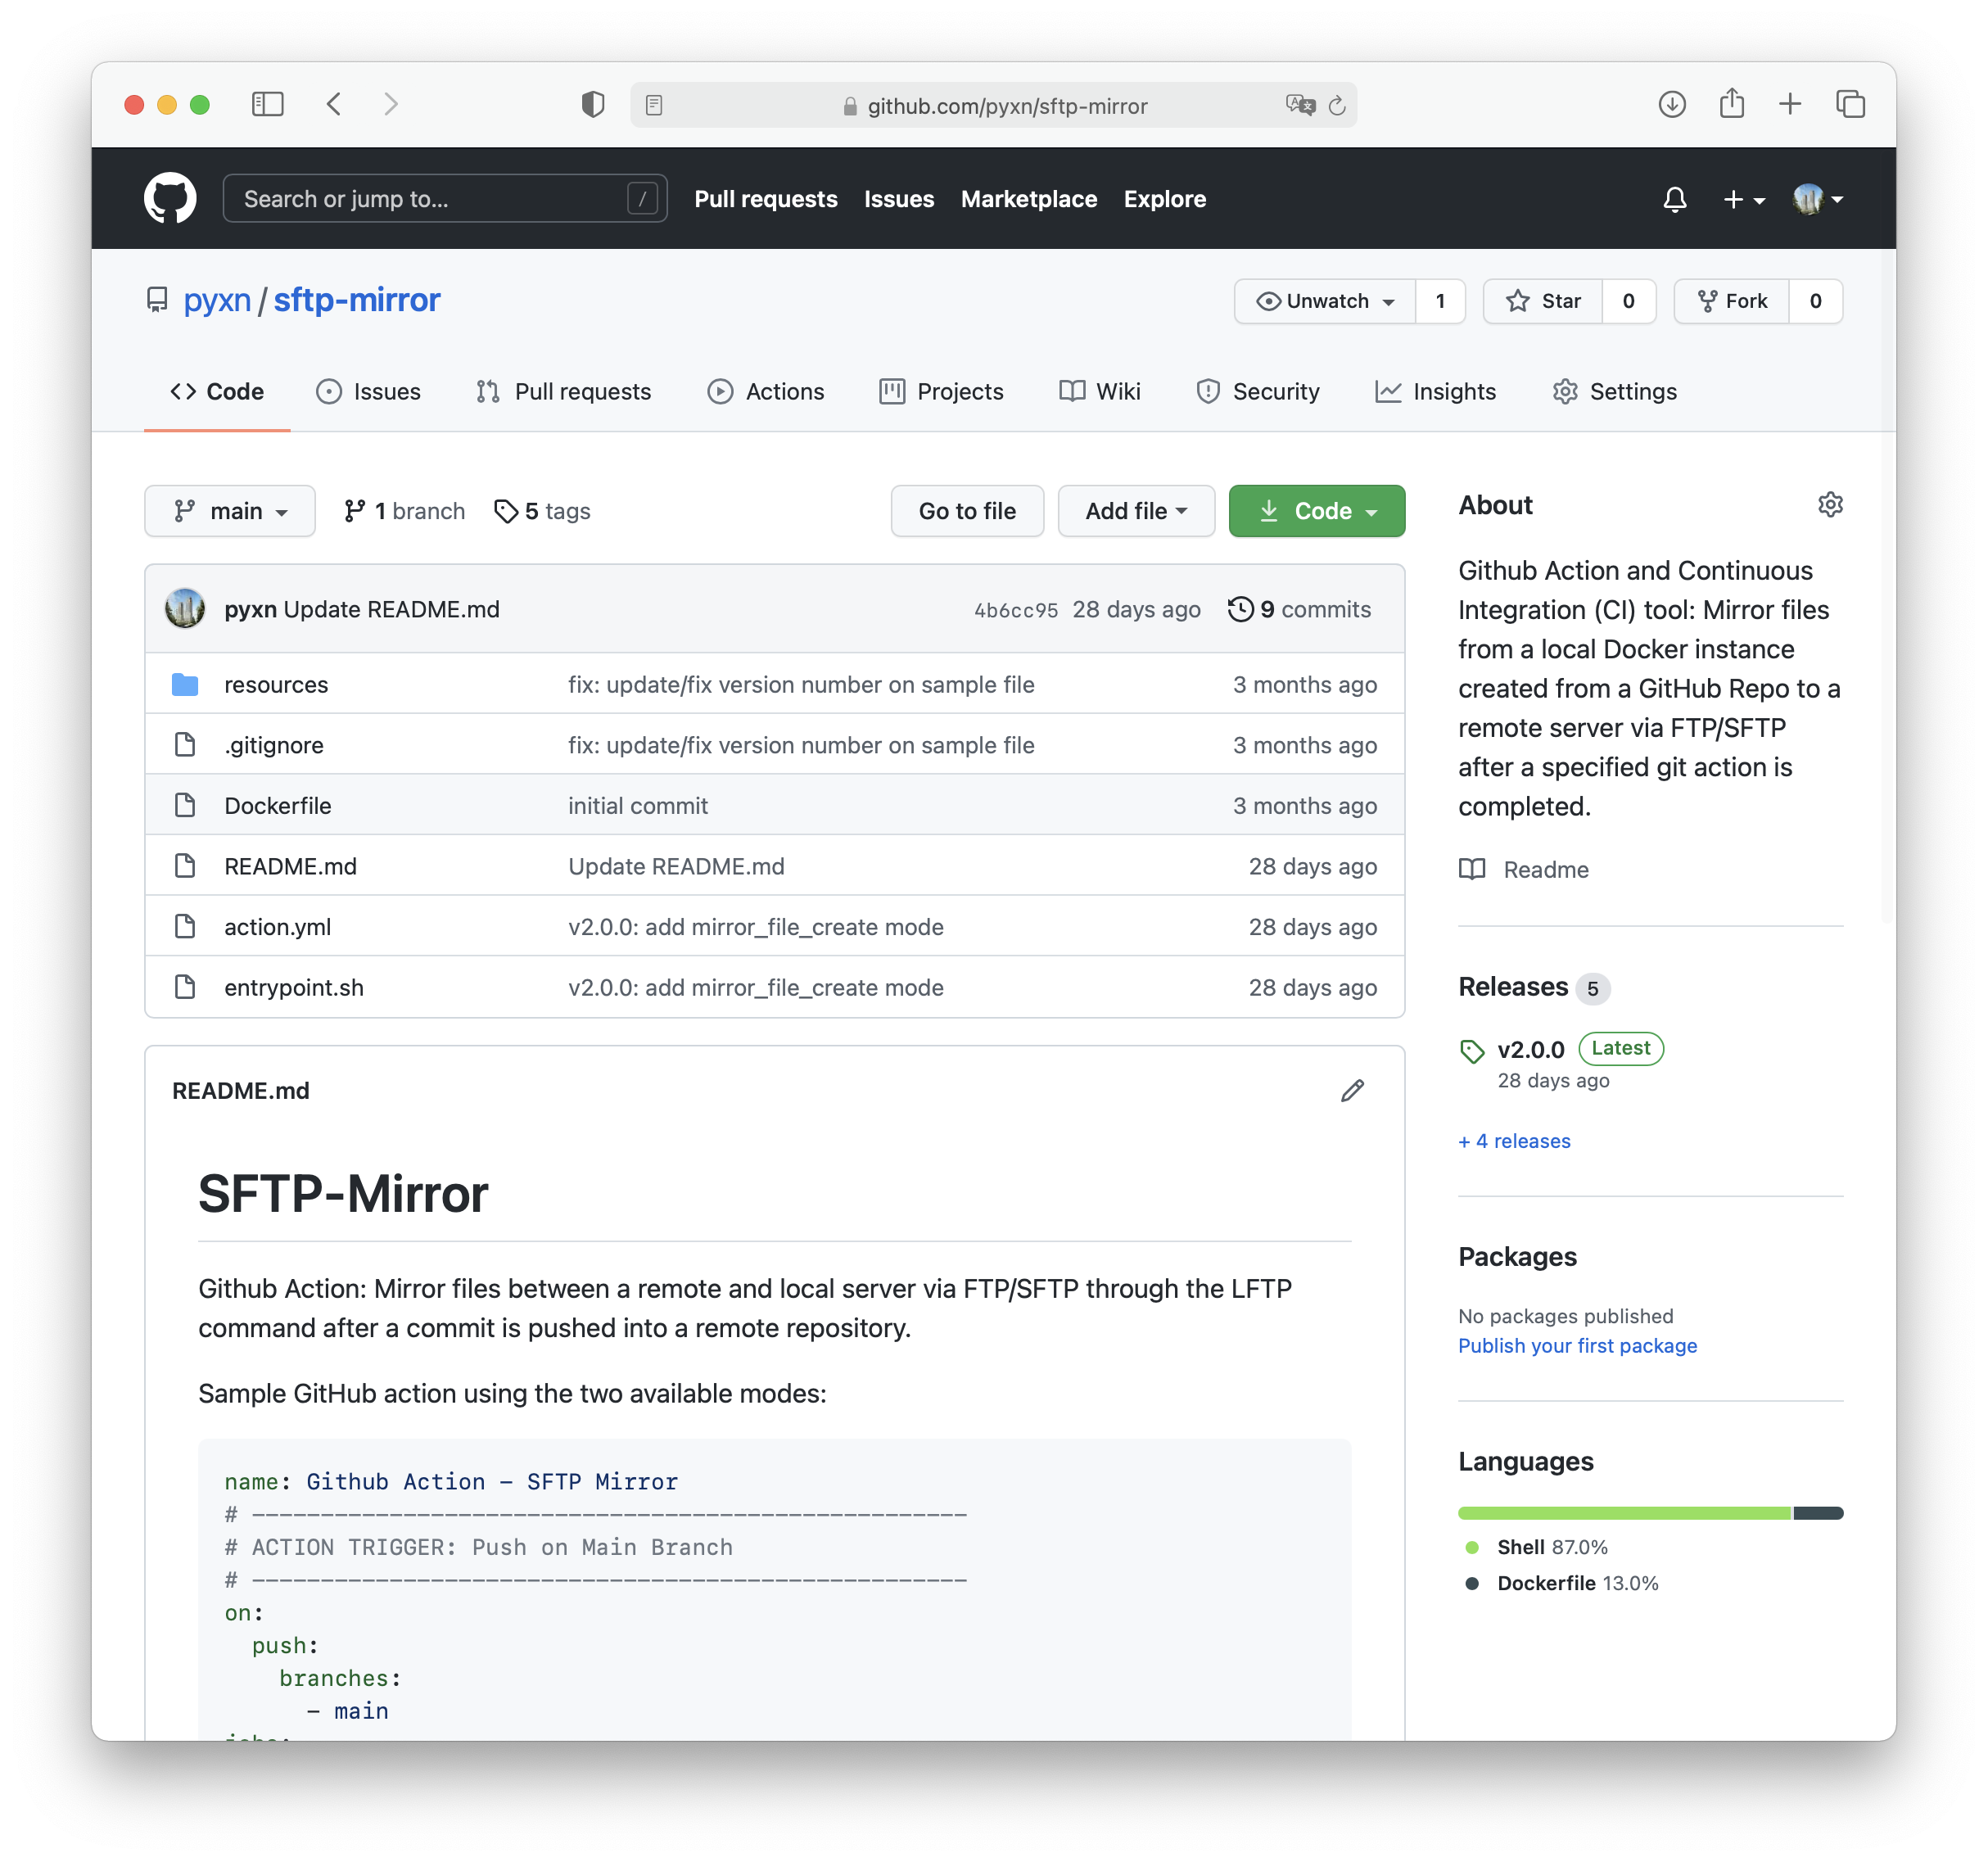 github.com/pyxn/sftp-mirror
Search or jump to... /
Pull requests Issues Marketplace Explore
pyxn / sftp-mirror
Unwatch 1 Star 0 Fork 0
Code Issues Pull requests Actions Projects Wiki Security Insights Settings
main 1 branch 5 tags
Go to file Add file Code
pyxn Update README.md 4b6cc95 28 days ago 9 commits
resources fix: update/fix version number on sample file 3 months ago
.gitignore fix: update/fix version number on sample file 3 months ago
Dockerfile initial commit 3 months ago
README.md Update README.md 28 days ago
action.yml v2.0.0: add mirror_file_create mode 28 days ago
entrypoint.sh v2.0.0: add mirror_file_create mode 28 days ago
README.md
SFTP-Mirror
Github Action: Mirror files between a remote and local server via FTP/SFTP through the LFTP
command after a commit is pushed into a remote repository.
Sample GitHub action using the two available modes:
name: Github Action - SFTP Mirror
# ----------------------------------------------------
# ACTION TRIGGER: Push on Main Branch
# ----------------------------------------------------
on:
push:
branches:
- main
About
Github Action and Continuous
Integration (CI) tool: Mirror files
from a local Docker instance
created from a GitHub Repo to a
remote server via FTP/SFTP
after a specified git action is
completed.
Readme
Releases 5
v2.0.0 Latest
28 days ago
+ 4 releases
Packages
No packages published
Publish your first package
Languages
Shell 87.0%
Dockerfile 13.0%